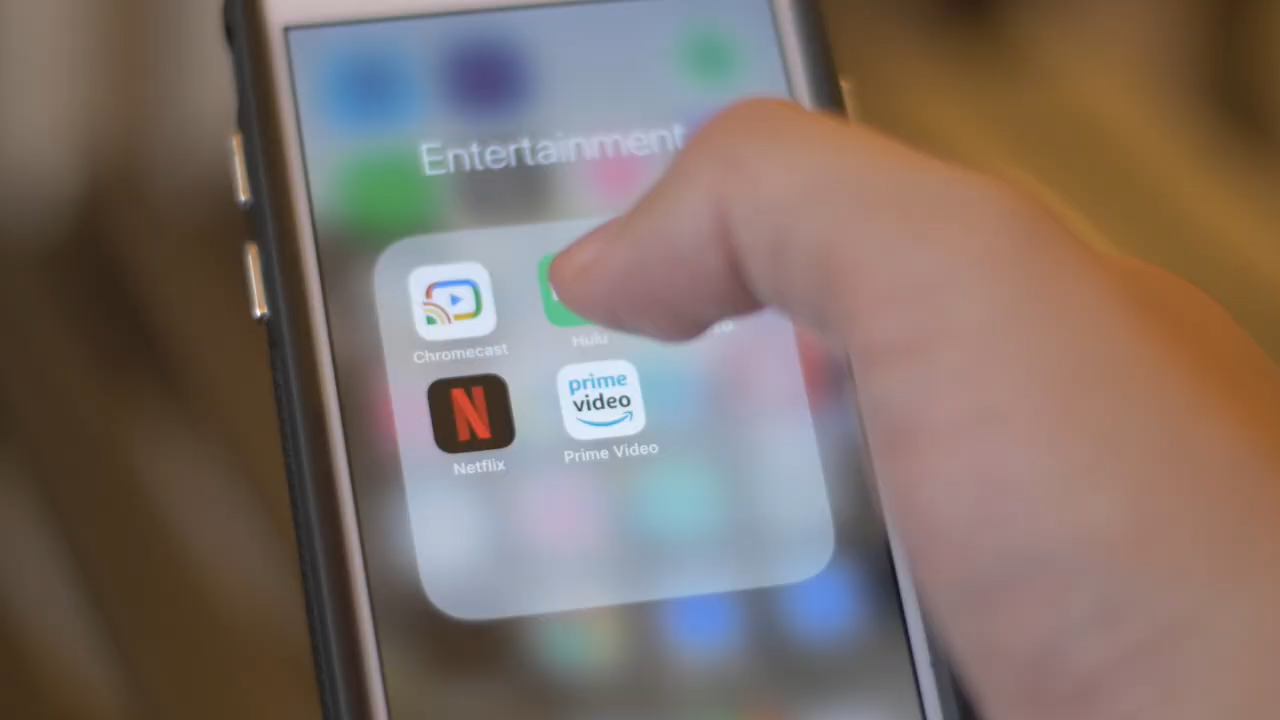 Entertainment
Chromecast
Hulu
N
Netflix
prime
video
Prime Video